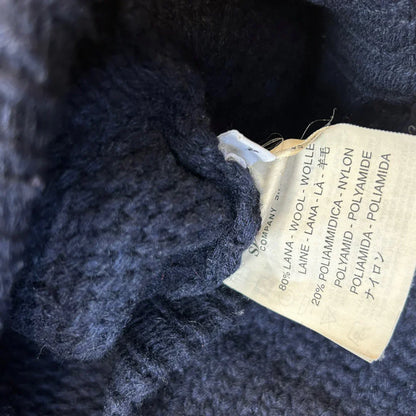 COMPANY
80% LANA - WOOL - WOLLE
LAINE - LANA - LÃ - 羊毛
20% POLIAMMIDICA - NYLON
POLYAMID - POLYAMIDE
POLIAMIDA - POLIAMIDA
ナイロン